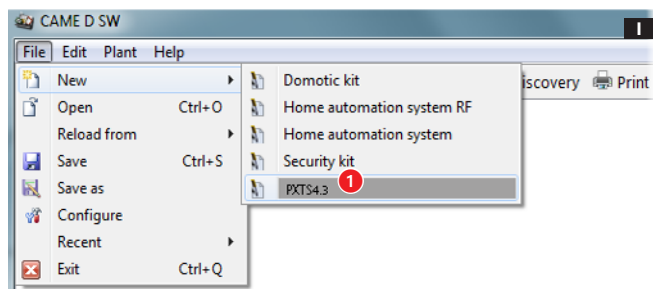 CAME D SW
I
File Edit Plant Help
New Domotic kit iscovery Print
Open Ctrl+O Home automation system RF
Reload from Home automation system
Save Ctrl+S Security kit
Save as PXTS4.3 1
Configure
Recent
Exit Ctrl+Q